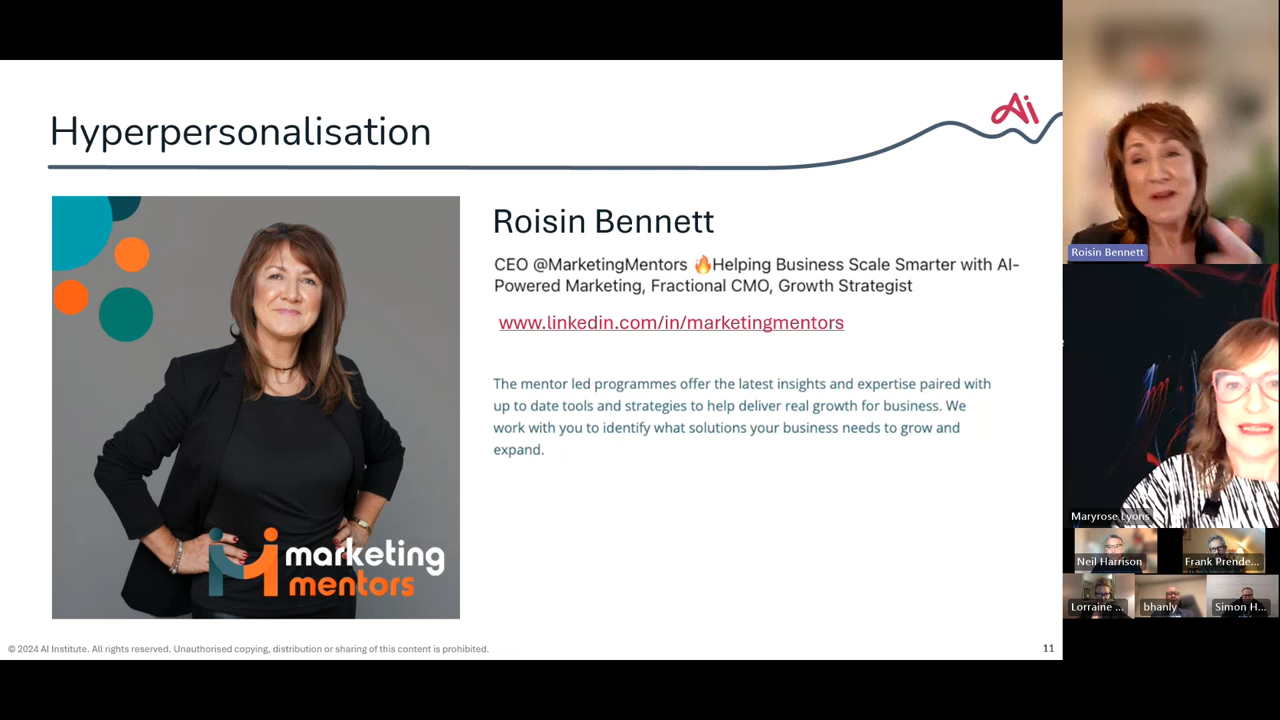 Hyperpersonalisation
Ai
Roisin Bennett
CEO @MarketingMentors 🔥Helping Business Scale Smarter with AI-
Powered Marketing, Fractional CMO, Growth Strategist
www.linkedin.com/in/marketingmentors
The mentor led programmes offer the latest insights and expertise paired with
up to date tools and strategies to help deliver real growth for business. We
work with you to identify what solutions your business needs to grow and
expand.
marketing
mentors
© 2024 AI Institute. All rights reserved. Unauthorised copying, distribution or sharing of this content is prohibited.
11
Roisin Bennett
Maryrose Lyons
Neil Harrison
Frank Prende...
Lorraine ...
bhanly
Simon H...